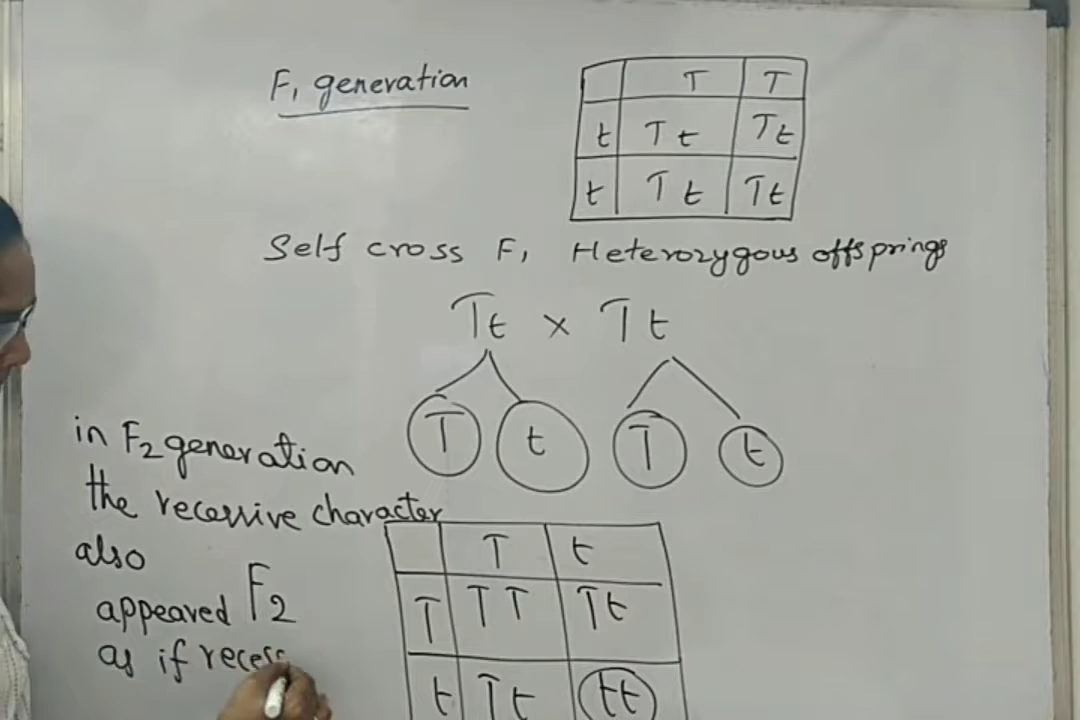 F1 generation
T T
t Tt Tt
t Tt Tt
Self cross F1 Heterozygous offsprings
Tt × Tt
T t T t
in F2 generation
the recessive character
also
appeared F2
as if recess
T t
T TT Tt
t Tt tt